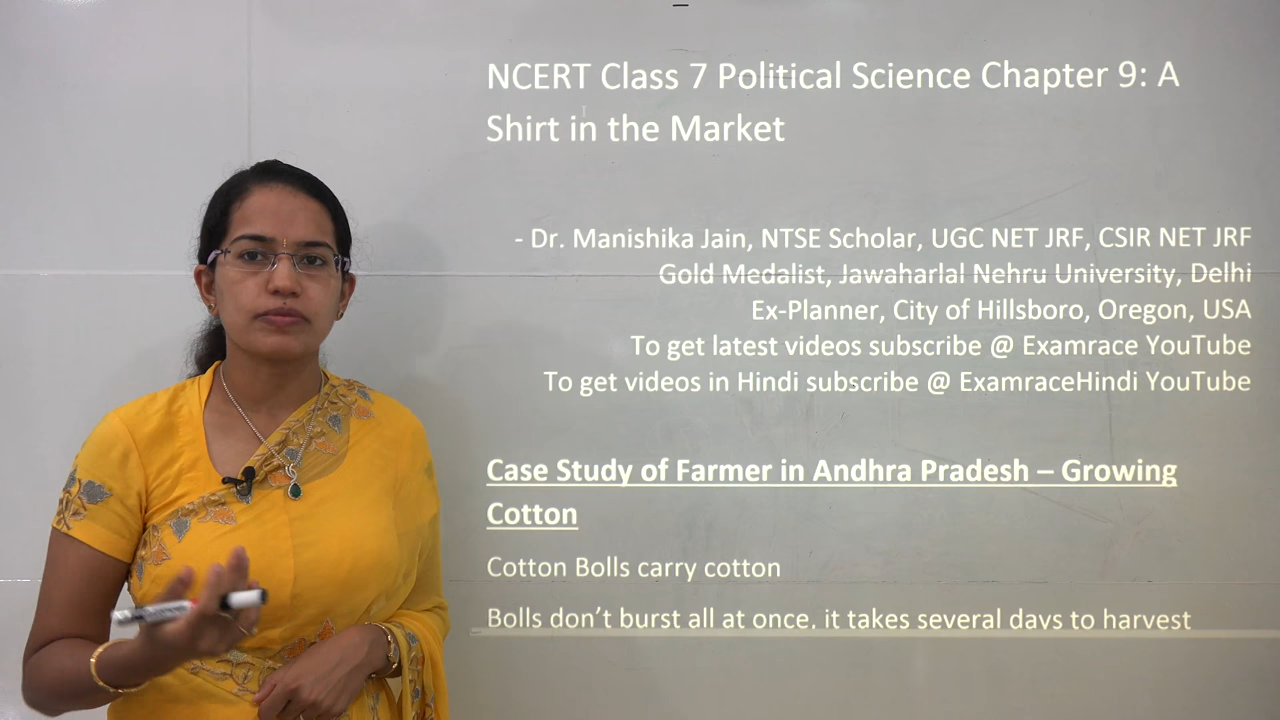 NCERT Class 7 Political Science Chapter 9: A
Shirt in the Market
- Dr. Manishika Jain, NTSE Scholar, UGC NET JRF, CSIR NET JRF
Gold Medalist, Jawaharlal Nehru University, Delhi
Ex-Planner, City of Hillsboro, Oregon, USA
To get latest videos subscribe @ Examrace YouTube
To get videos in Hindi subscribe @ ExamraceHindi YouTube
Case Study of Farmer in Andhra Pradesh – Growing
Cotton
Cotton Bolls carry cotton
Bolls don’t burst all at once, it takes several days to harvest